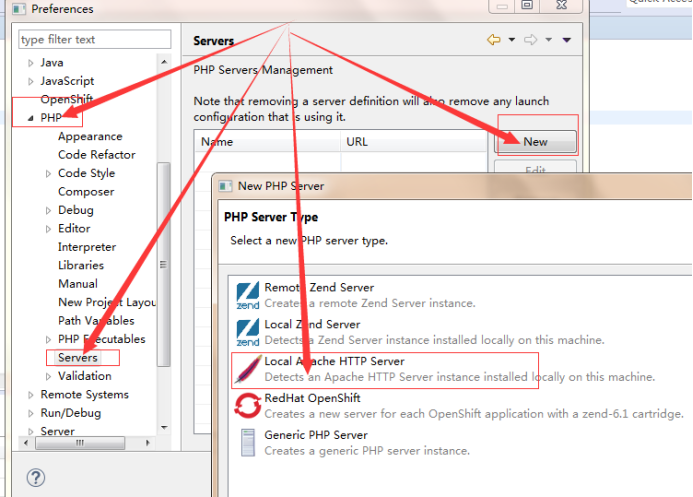 Preferences
Quick Access
type filter text
Servers
Java
JavaScript
OpenShift
PHP
Appearance
Code Refactor
Code Style
Composer
Debug
Editor
Interpreter
Libraries
Manual
New Project Layou
Path Variables
PHP Executables
Servers
Validation
Remote Systems
Run/Debug
Server
PHP Servers Management
Note that removing a server definition will also remove any launch
configuration that is using it.
Name
URL
New
Edit
New PHP Server
PHP Server Type
Select a new PHP server type.
zend
Remote Zend Server
Creates a remote Zend Server instance.
zend
Local Zend Server
Detects a Zend Server instance installed locally on this machine.
Local Apache HTTP Server
Detects an Apache HTTP Server instance installed locally on this machine.
RedHat OpenShift
Creates a new server for each OpenShift application with a zend-6.1 cartridge.
Generic PHP Server
Creates a generic PHP server instance.